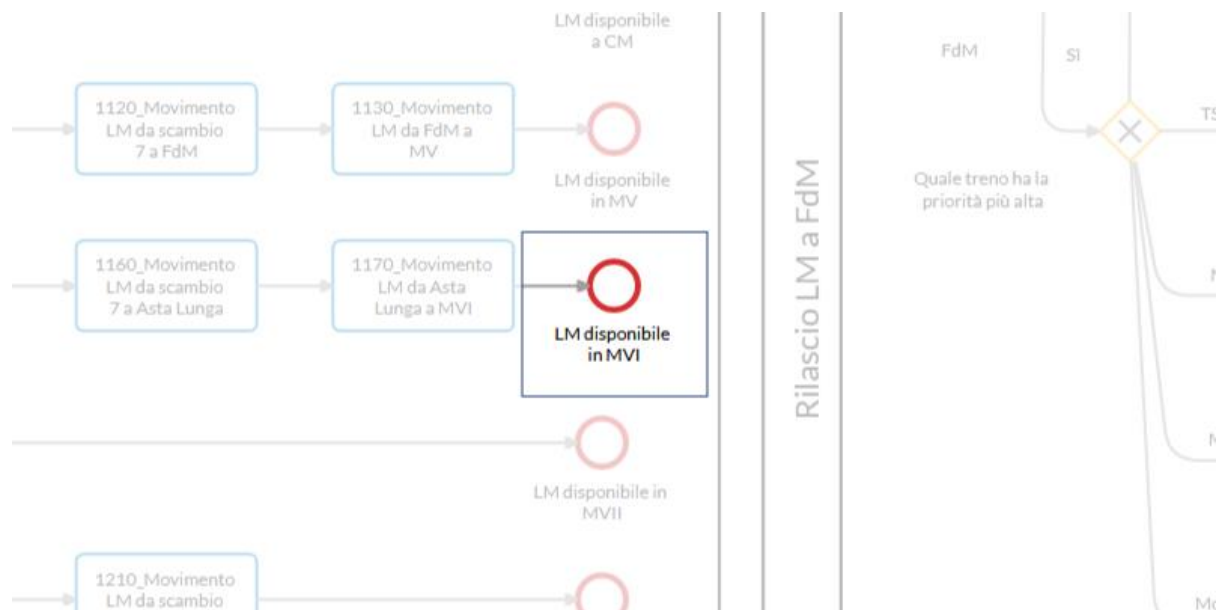 LM disponibile
a CM
FdM
SI
1120_Movimento
LM da scambio
7 a FdM
1130_Movimento
LM da FdM a
MV
LM disponibile
in MV
Quale treno ha la
priorità più alta
Rilascio LM a FdM
1160_Movimento
LM da scambio
7 a Asta Lunga
1170_Movimento
LM da Asta
Lunga a MVI
LM disponibile
in MVI
LM disponibile in
MVII
1210_Movimento
LM da scambio